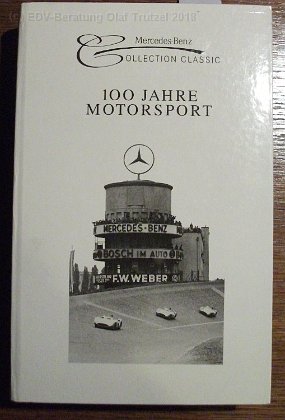 (c) EDV-Beratung Olaf Trutzel 2018
Mercedes-Benz
COLLECTION CLASSIC
100 JAHRE
MOTORSPORT
MERCEDES-BENZ
BOSCH IM AUTO
F.W. WEBER